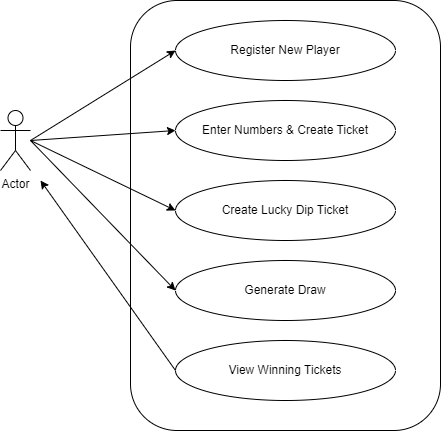 Register New Player
Enter Numbers & Create Ticket
Actor
Create Lucky Dip Ticket
Generate Draw
View Winning Tickets